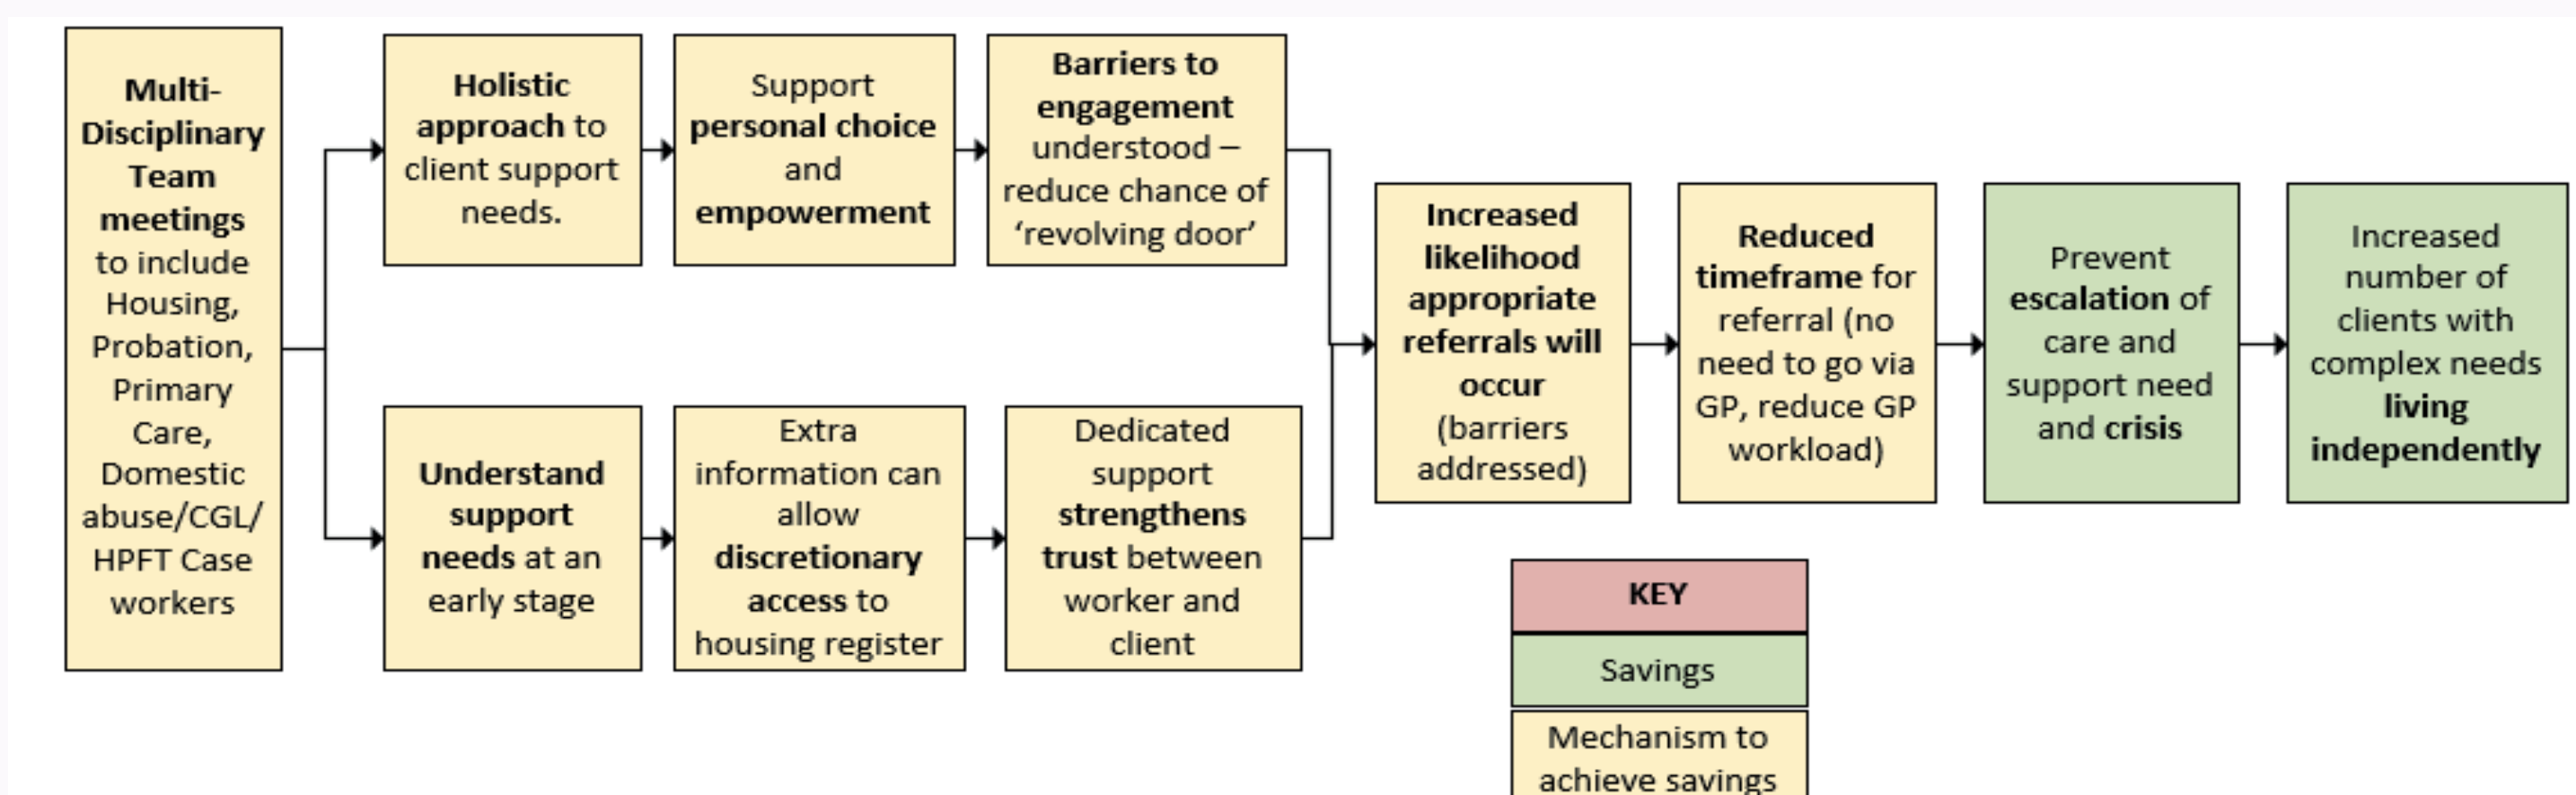 Multi-
Disciplinary
Team
meetings
to include
Housing,
Probation,
Primary
Care,
Domestic
abuse/CGL/
HPFT Case
workers
Holistic
approach to
client support
needs.
Support
personal choice
and
empowerment
Barriers to
engagement
understood –
reduce chance of
‘revolving door’
Understand
support
needs at an
early stage
Extra
information can
allow
discretionary
access to
housing register
Dedicated
support
strengthens
trust between
worker and
client
Increased
likelihood
appropriate
referrals will
occur
(barriers
addressed)
Reduced
timeframe for
referral (no
need to go via
GP, reduce GP
workload)
Prevent
escalation of
care and
support need
and crisis
Increased
number of
clients with
complex needs
living
independently
KEY
Savings
Mechanism to
achieve savings